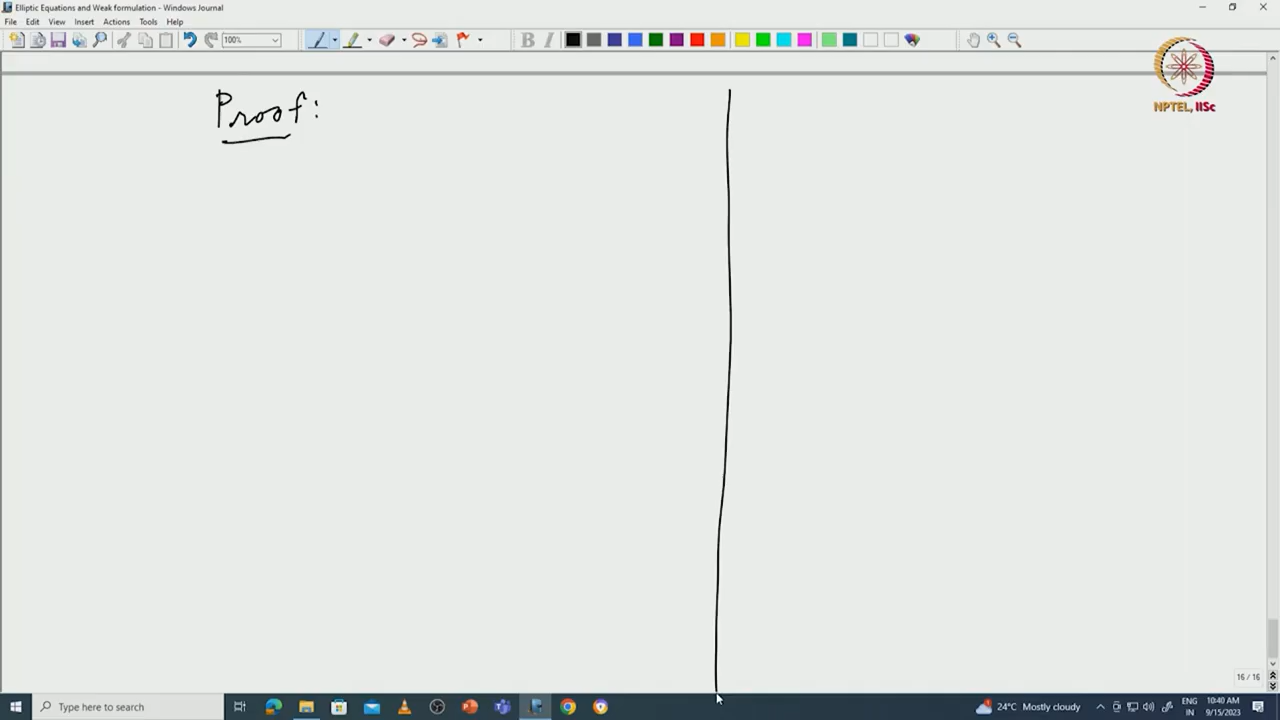 Elliptic Equations and Weak formulation - Windows Journal
File Edit View Insert Actions Tools Help
100%
B I
NPTEL, IISc
Proof:
16 / 16
Type here to search
24°C Mostly cloudy
ENG
IN
10:40 AM
9/15/2023